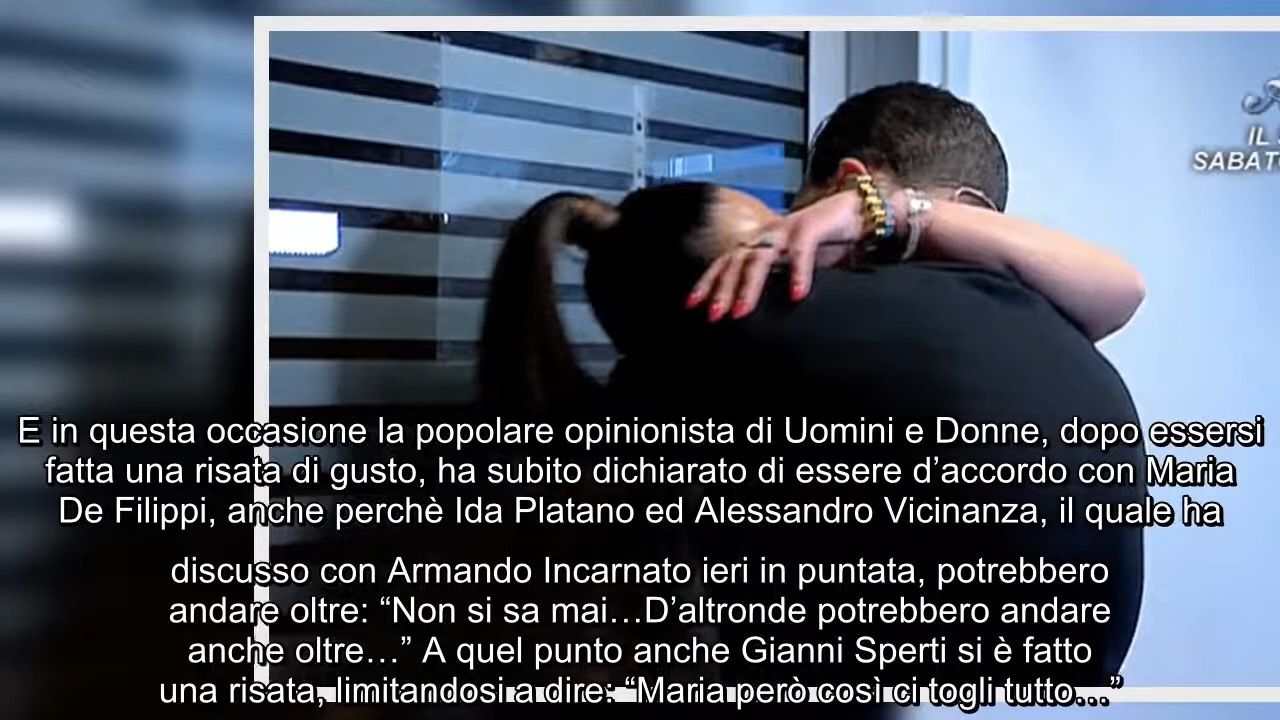 IL
SABATO
E in questa occasione la popolare opinionista di Uomini e Donne, dopo essersi
fatta una risata di gusto, ha subito dichiarato di essere d’accordo con Maria
De Filippi, anche perchè Ida Platano ed Alessandro Vicinanza, il quale ha
discusso con Armando Incarnato ieri in puntata, potrebbero
andare oltre: “Non si sa mai…D’altronde potrebbero andare
anche oltre…” A quel punto anche Gianni Sperti si è fatto
una risata, limitandosi a dire: “Maria però così ci togli tutto…”